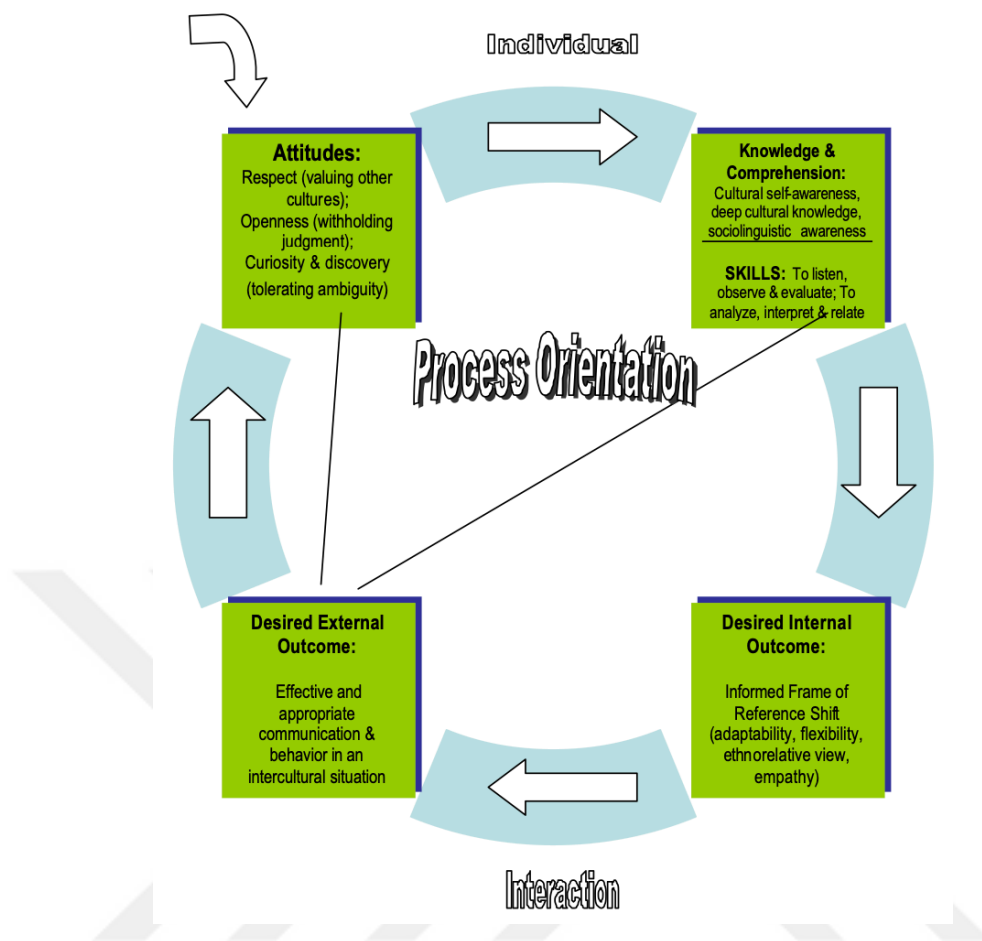 Individual
Attitudes:
Respect (valuing other
cultures);
Openness (withholding
judgment);
Curiosity & discovery
(tolerating ambiguity)
Knowledge &
Comprehension:
Cultural self-awareness,
deep cultural knowledge,
sociolinguistic awareness
SKILLS: To listen,
observe & evaluate; To
analyze, interpret & relate
Process Orientation
Desired External
Outcome:
Effective and
appropriate
communication &
behavior in an
intercultural situation
Desired Internal
Outcome:
Informed Frame of
Reference Shift
(adaptability, flexibility,
ethnorelative view,
empathy)
Interaction